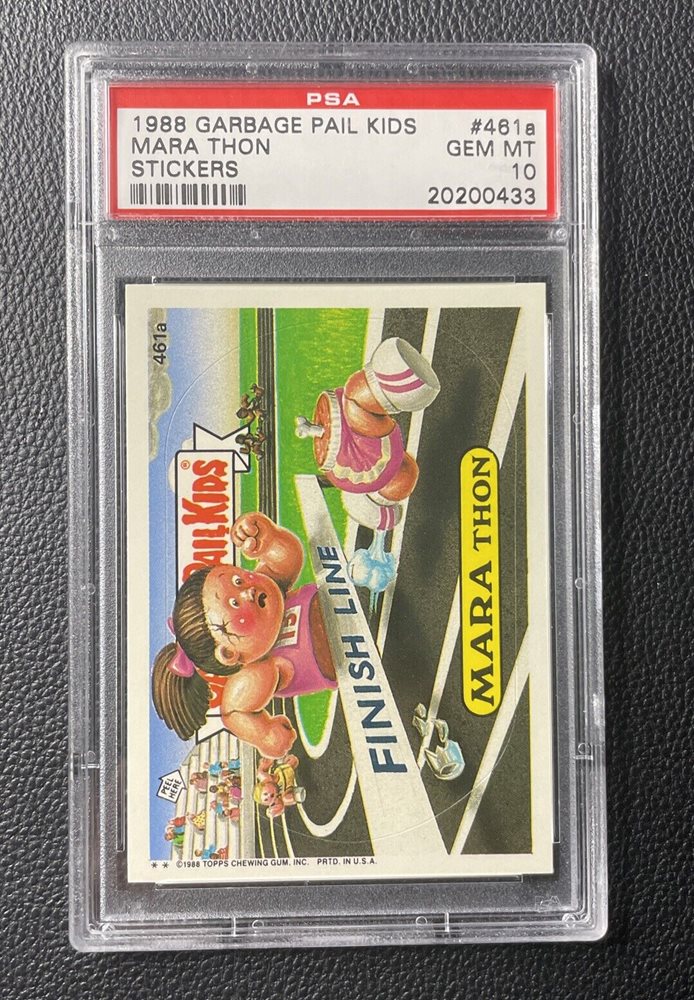 PSA
1988 GARBAGE PAIL KIDS #461a
MARA THON GEM MT
STICKERS 10
20200433
461a
PAIL KIDS®
15
FINISH LINE
MARA THON
PEEL HERE
** ©1988 TOPPS CHEWING GUM, INC. PRTD. IN U.S.A.